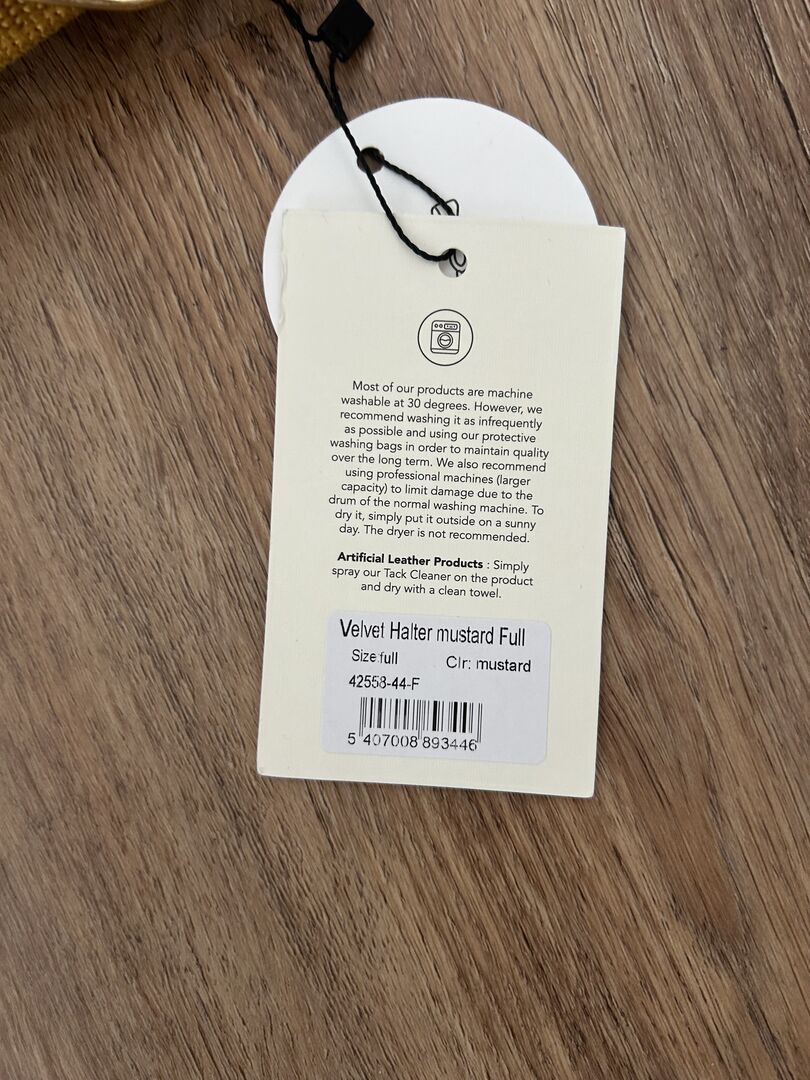 Most of our products are machine
washable at 30 degrees. However, we
recommend washing it as infrequently
as possible and using our protective
washing bags in order to maintain quality
over the long term. We also recommend
using professional machines (larger
capacity) to limit damage due to the
drum of the normal washing machine. To
dry it, simply put it outside on a sunny
day. The dryer is not recommended.
Artificial Leather Products : Simply
spray our Tack Cleaner on the product
and dry with a clean towel.
Velvet Halter mustard Full
Size:full Clr: mustard
42558-44-F
5 407008 893446